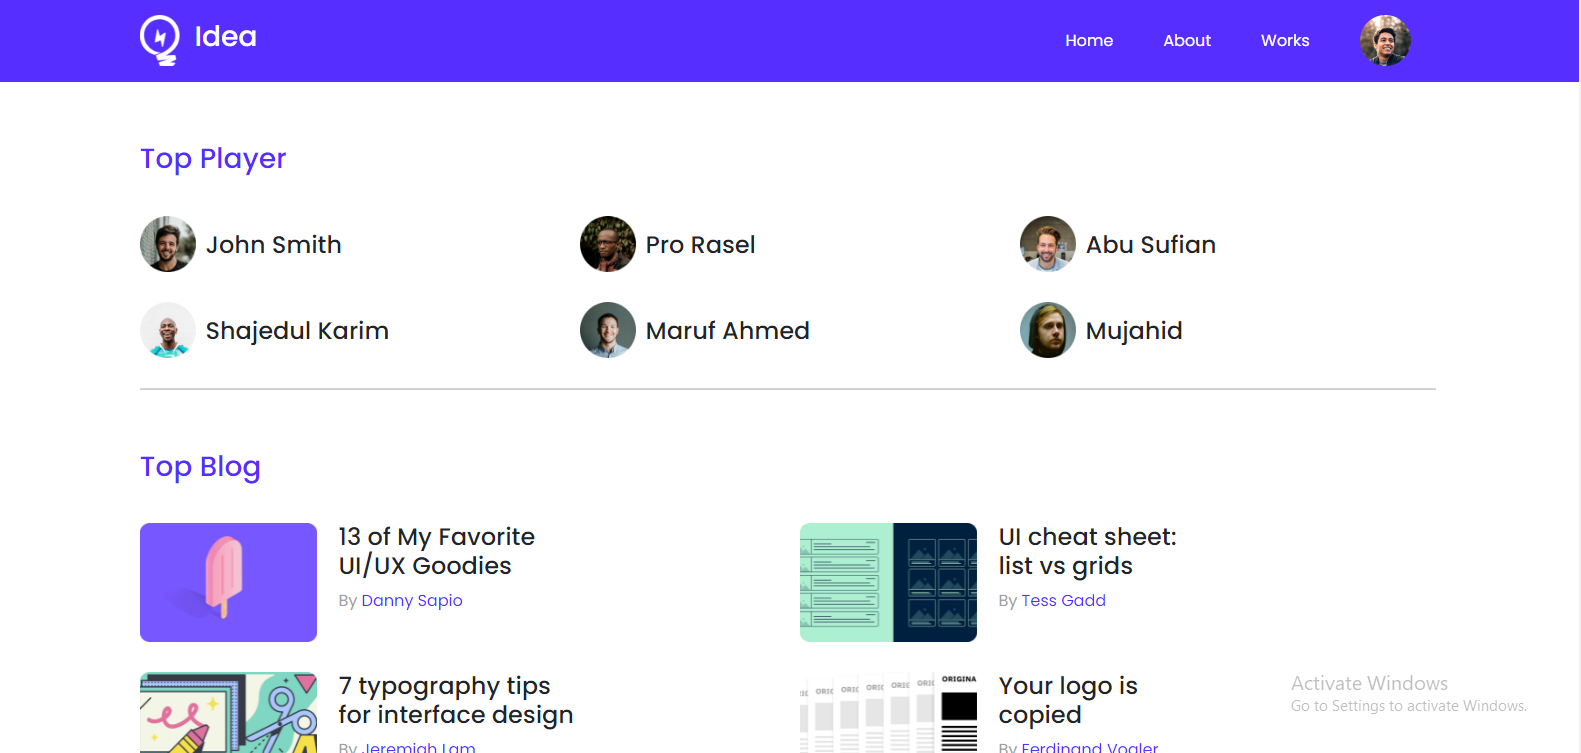 Idea
Home
About
Works
Top Player
John Smith
Pro Rasel
Abu Sufian
Shajedul Karim
Maruf Ahmed
Mujahid
Top Blog
13 of My Favorite
UI/UX Goodies
By Danny Sapio
UI cheat sheet:
list vs grids
By Tess Gadd
7 typography tips
for interface design
By Jeremiah Lam
ORIGINA
Your logo is
copied
By Ferdinand Vogler
Activate Windows
Go to Settings to activate Windows.